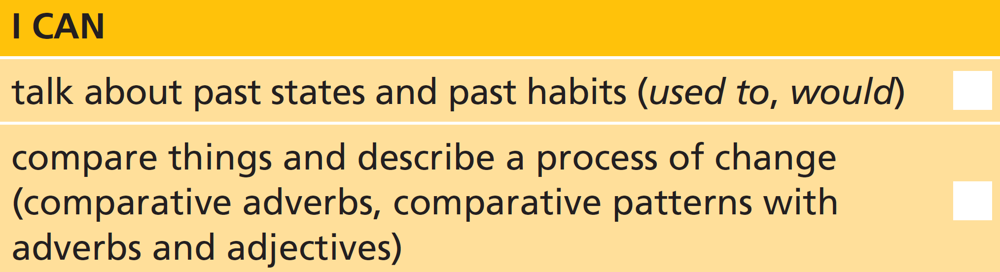 I CAN
talk about past states and past habits (used to, would)
compare things and describe a process of change
(comparative adverbs, comparative patterns with
adverbs and adjectives)